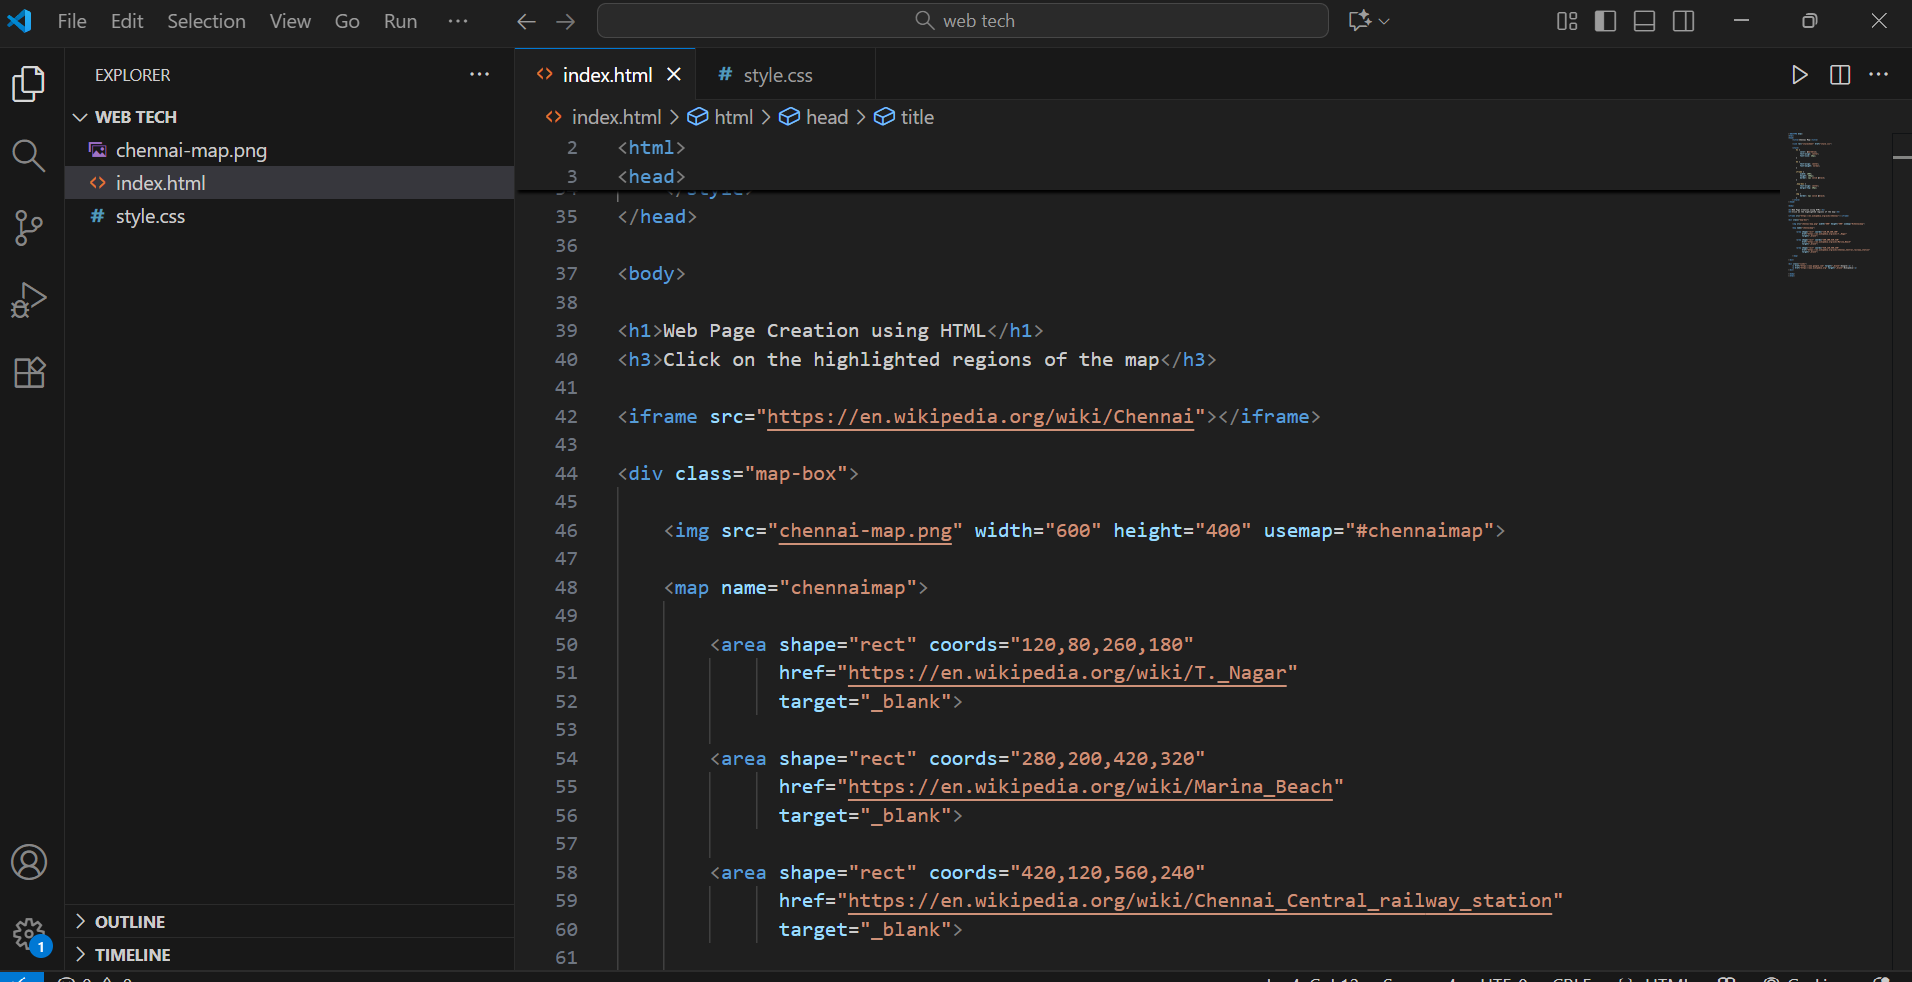 File Edit Selection View Go Run ···
web tech
EXPLORER ···
WEB TECH
chennai-map.png
index.html
style.css
OUTLINE
TIMELINE
1
<> index.html
# style.css
<> index.html > html > head > title
2 <html>
3 <head>
35 </head>
36
37 <body>
38
39 <h1>Web Page Creation using HTML</h1>
40 <h3>Click on the highlighted regions of the map</h3>
41
42 <iframe src="https://en.wikipedia.org/wiki/Chennai"></iframe>
43
44 <div class="map-box">
45
46 <img src="chennai-map.png" width="600" height="400" usemap="#chennaimap">
47
48 <map name="chennaimap">
49
50 <area shape="rect" coords="120,80,260,180"
51 href="https://en.wikipedia.org/wiki/T._Nagar"
52 target="_blank">
53
54 <area shape="rect" coords="280,200,420,320"
55 href="https://en.wikipedia.org/wiki/Marina_Beach"
56 target="_blank">
57
58 <area shape="rect" coords="420,120,560,240"
59 href="https://en.wikipedia.org/wiki/Chennai_Central_railway_station"
60 target="_blank">
61